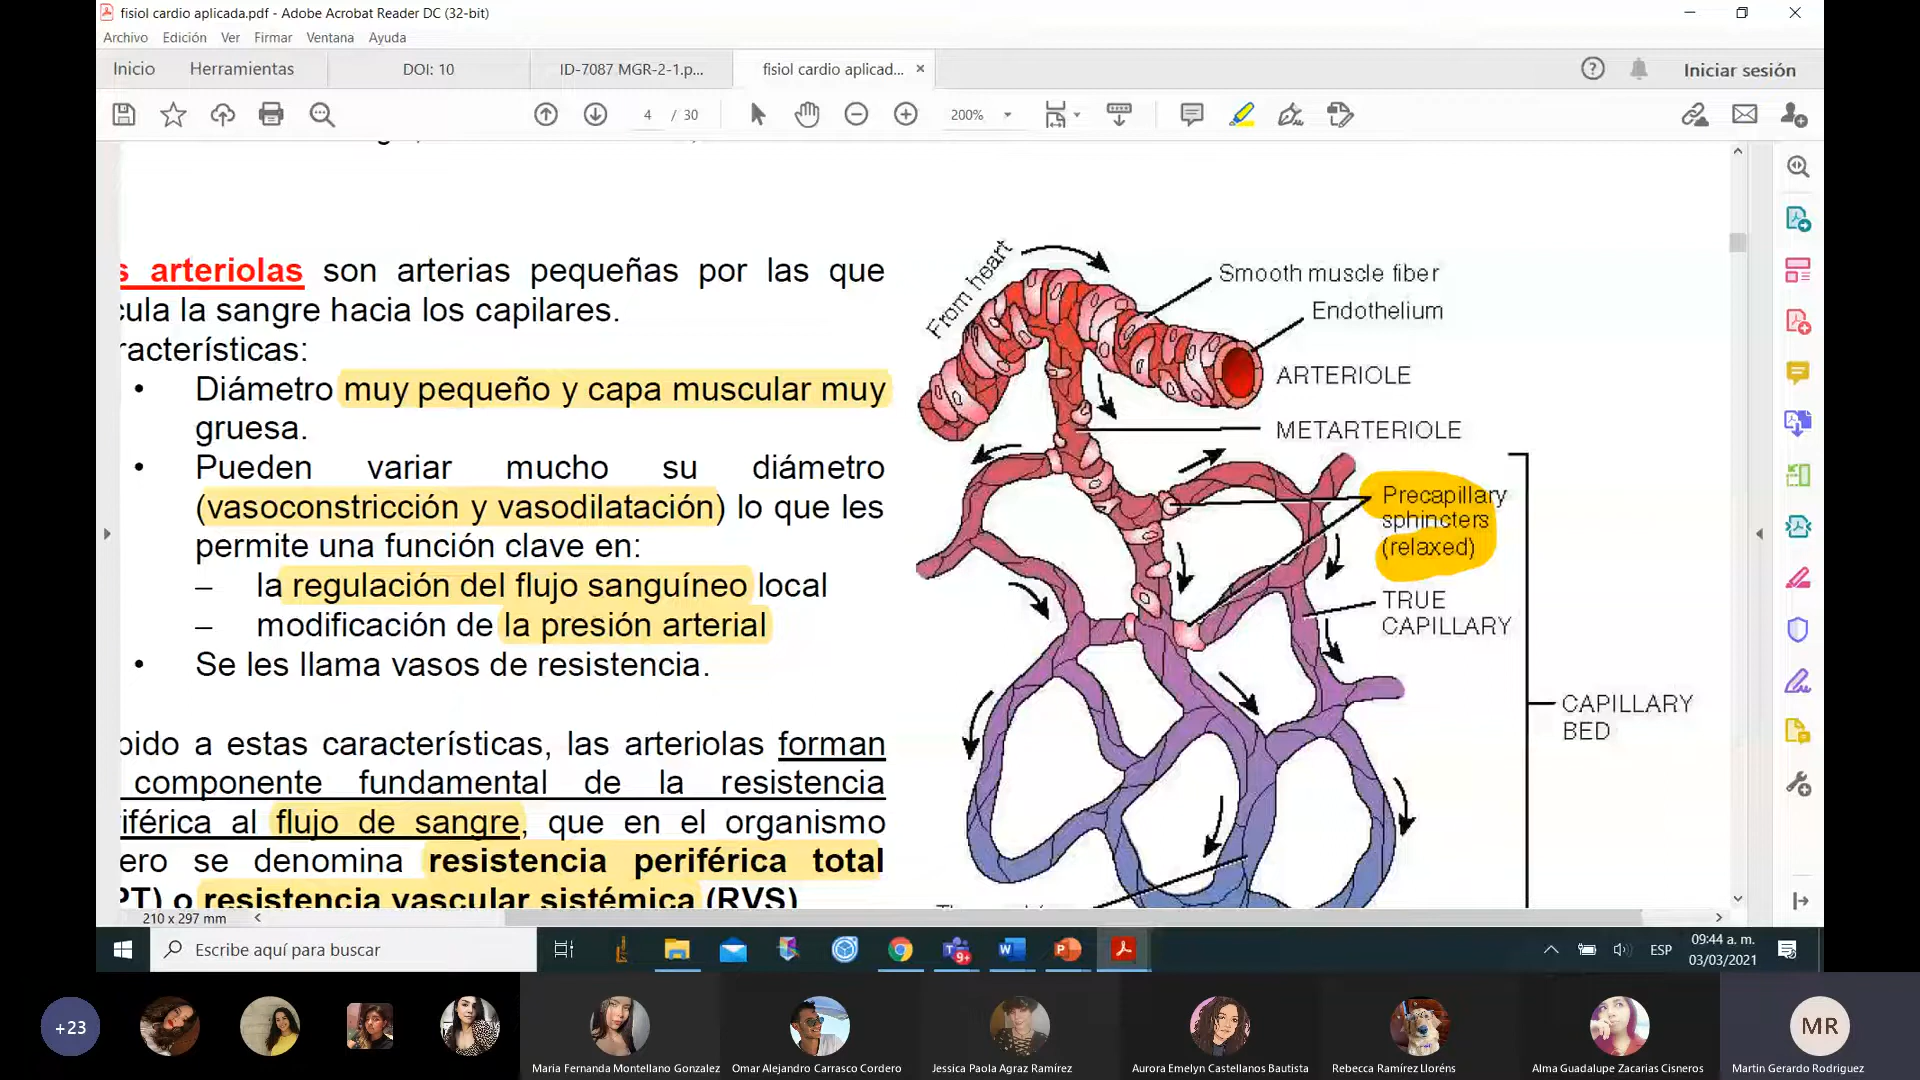 fisiol cardio aplicada.pdf - Adobe Acrobat Reader DC (32-bit)
Archivo Edición Ver Firmar Ventana Ayuda
Inicio Herramientas DOI: 10 ID-7087 MGR-2-1.p... fisiol cardio aplicad... × Iniciar sesión
4 / 30 200%
s arteriolas son arterias pequeñas por las que
cula la sangre hacia los capilares.
racterísticas:
• Diámetro muy pequeño y capa muscular muy
gruesa.
• Pueden variar mucho su diámetro
(vasoconstricción y vasodilatación) lo que les
permite una función clave en:
– la regulación del flujo sanguíneo local
– modificación de la presión arterial
• Se les llama vasos de resistencia.
bido a estas características, las arteriolas forman
componente fundamental de la resistencia
iférica al flujo de sangre, que en el organismo
ero se denomina resistencia periférica total
PT) o resistencia vascular sistémica (RVS)
From heart
Smooth muscle fiber
Endothelium
ARTERIOLE
METARTERIOLE
Precapillary
sphincters
(relaxed)
TRUE
CAPILLARY
CAPILLARY
BED
210 x 297 mm
Escribe aquí para buscar
9+
ESP
09:44 a. m.
03/03/2021
+23
MR
Maria Fernanda Montellano Gonzalez
Omar Alejandro Carrasco Cordero
Jessica Paola Agraz Ramírez
Aurora Emelyn Castellanos Bautista
Rebecca Ramírez Lloréns
Alma Guadalupe Zacarias Cisneros
Martin Gerardo Rodriguez